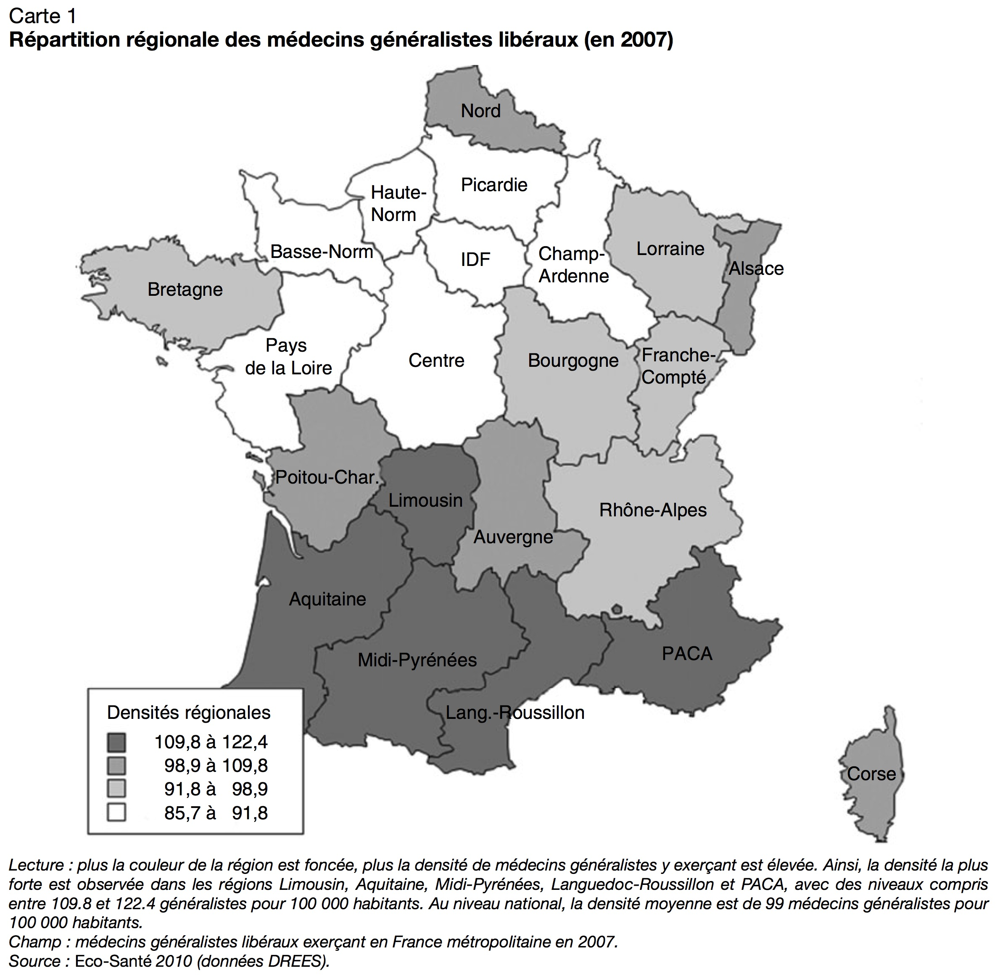 Carte 1
Répartition régionale des médecins généralistes libéraux (en 2007)
Nord
Picardie
Haute-
Norm
Basse-Norm
IDF
Champ-
Ardenne
Lorraine
Alsace
Bretagne
Pays
de la Loire
Centre
Bourgogne
Franche-
Compté
Poitou-Char.
Limousin
Auvergne
Rhône-Alpes
Aquitaine
Midi-Pyrénées
PACA
Lang.-Roussillon
Corse
Densités régionales
109,8 à 122,4
98,9 à 109,8
91,8 à 98,9
85,7 à 91,8
Lecture : plus la couleur de la région est foncée, plus la densité de médecins généralistes y exerçant est élevée. Ainsi, la densité la plus
forte est observée dans les régions Limousin, Aquitaine, Midi-Pyrénées, Languedoc-Roussillon et PACA, avec des niveaux compris
entre 109.8 et 122.4 généralistes pour 100 000 habitants. Au niveau national, la densité moyenne est de 99 médecins généralistes pour
100 000 habitants.
Champ : médecins généralistes libéraux exerçant en France métropolitaine en 2007.
Source : Eco-Santé 2010 (données DREES).